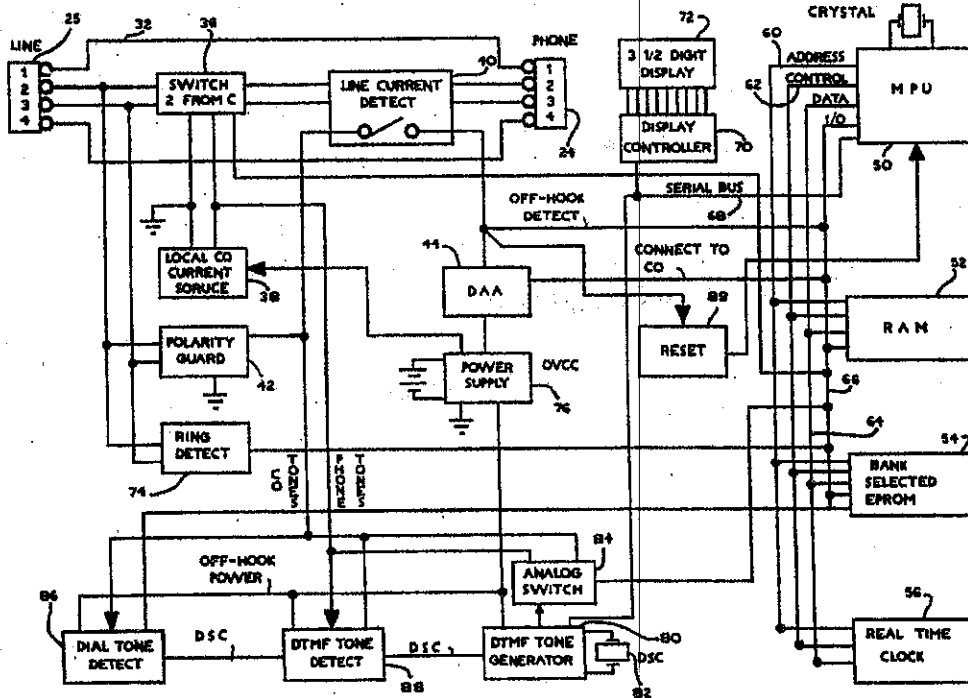 CRYSTAL
LINE
25
32
36
PHONE
72
1
2
3
4
SWITCH
2 FROM C
40
LINE CURRENT
DETECT
1
2
3
4
24
3 1/2 DIGIT
DISPLAY
DISPLAY
CONTROLLER
70
60
ADDRESS
CONTROL
62
DATA
I/O
MPU
50
SERIAL BUS
68
OFF-HOOK
DETECT
44
CONNECT TO
CO
LOCAL CO
CURRENT
SORUCE
38
DAA
52
RAM
89
RESET
POLARITY
GUARD
42
POWER
SUPPLY
OVCC
76
66
64
RING
DETECT
74
TONES
CO
PHONE
TONES
54
BANK
SELECTED
EPROM
OFF-HOOK
POWER
84
ANALOG
SWITCH
86
DIAL TONE
DETECT
DSC
DTMF TONE
DETECT
88
DSC
DTMF TONE
GENERATOR
80
DSC
82
56
REAL TIME
CLOCK